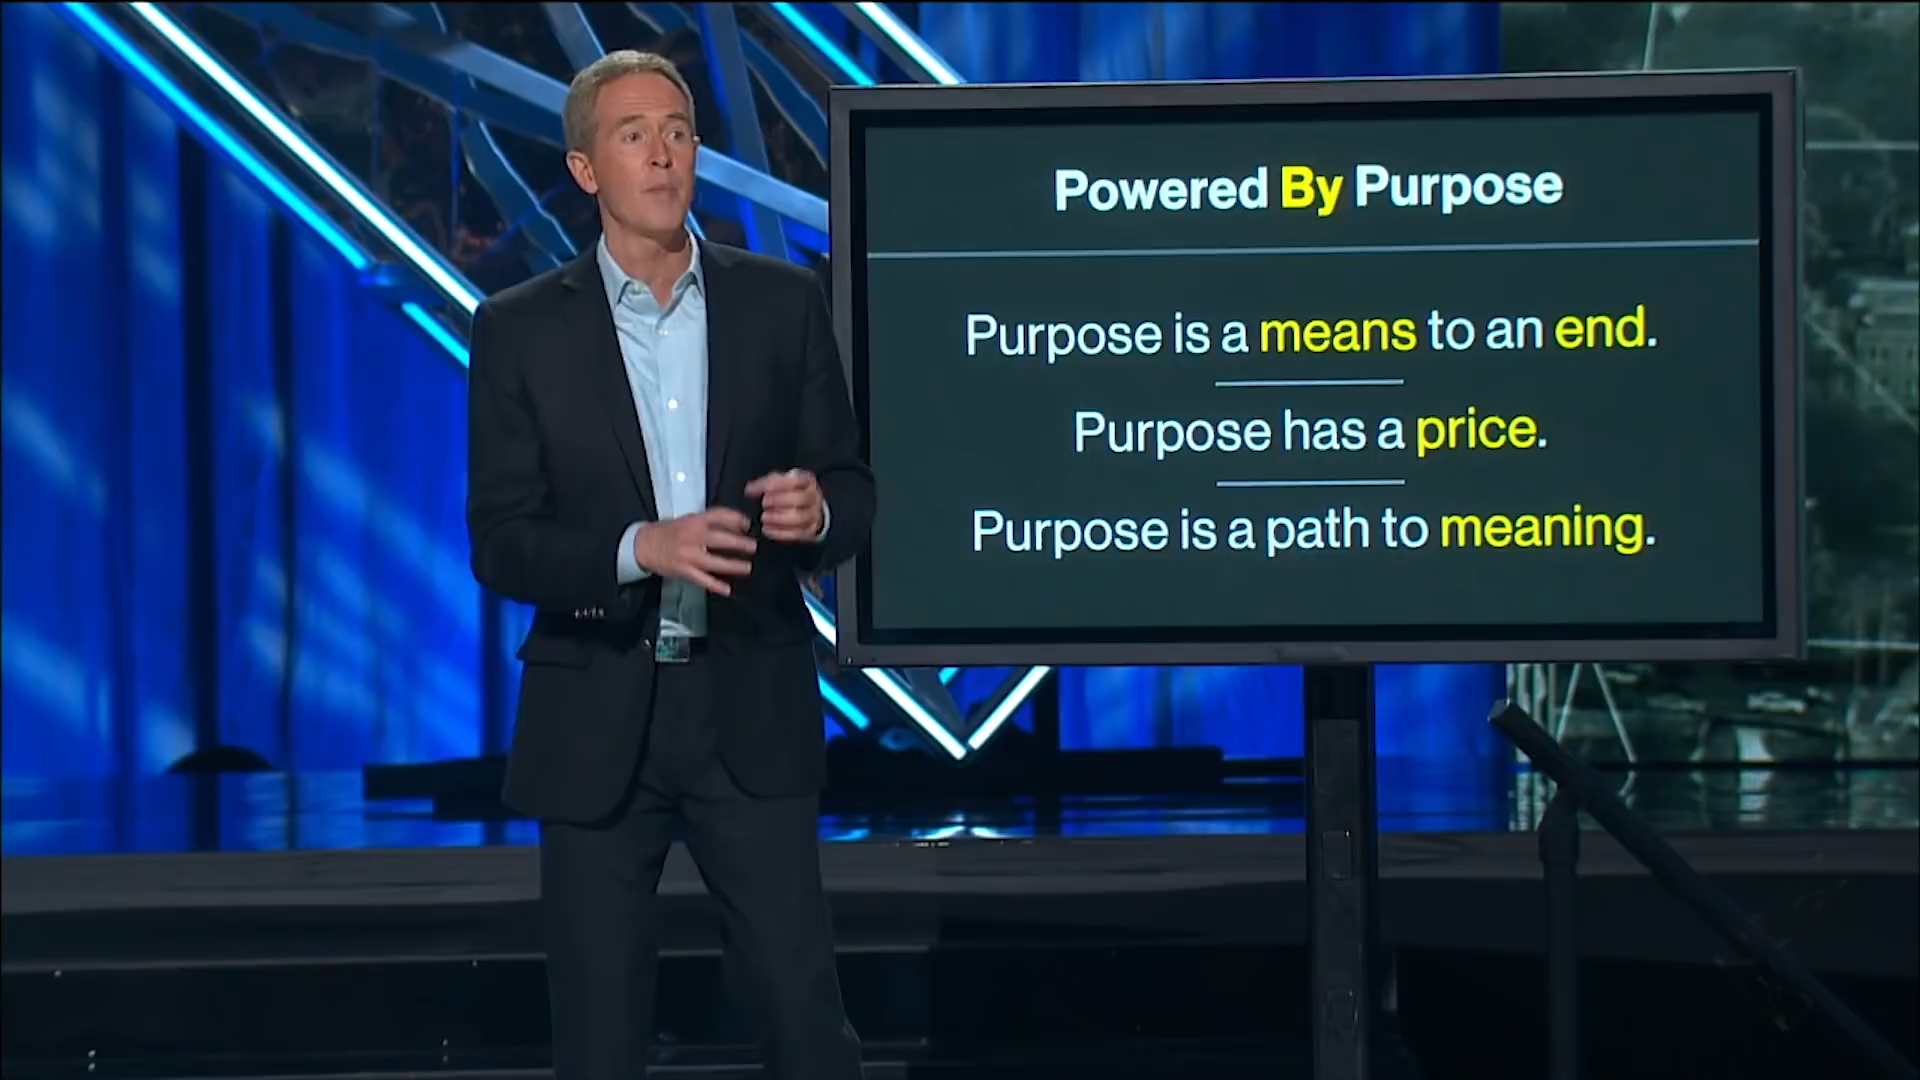 Powered By Purpose
Purpose is a means to an end.
Purpose has a price.
Purpose is a path to meaning.